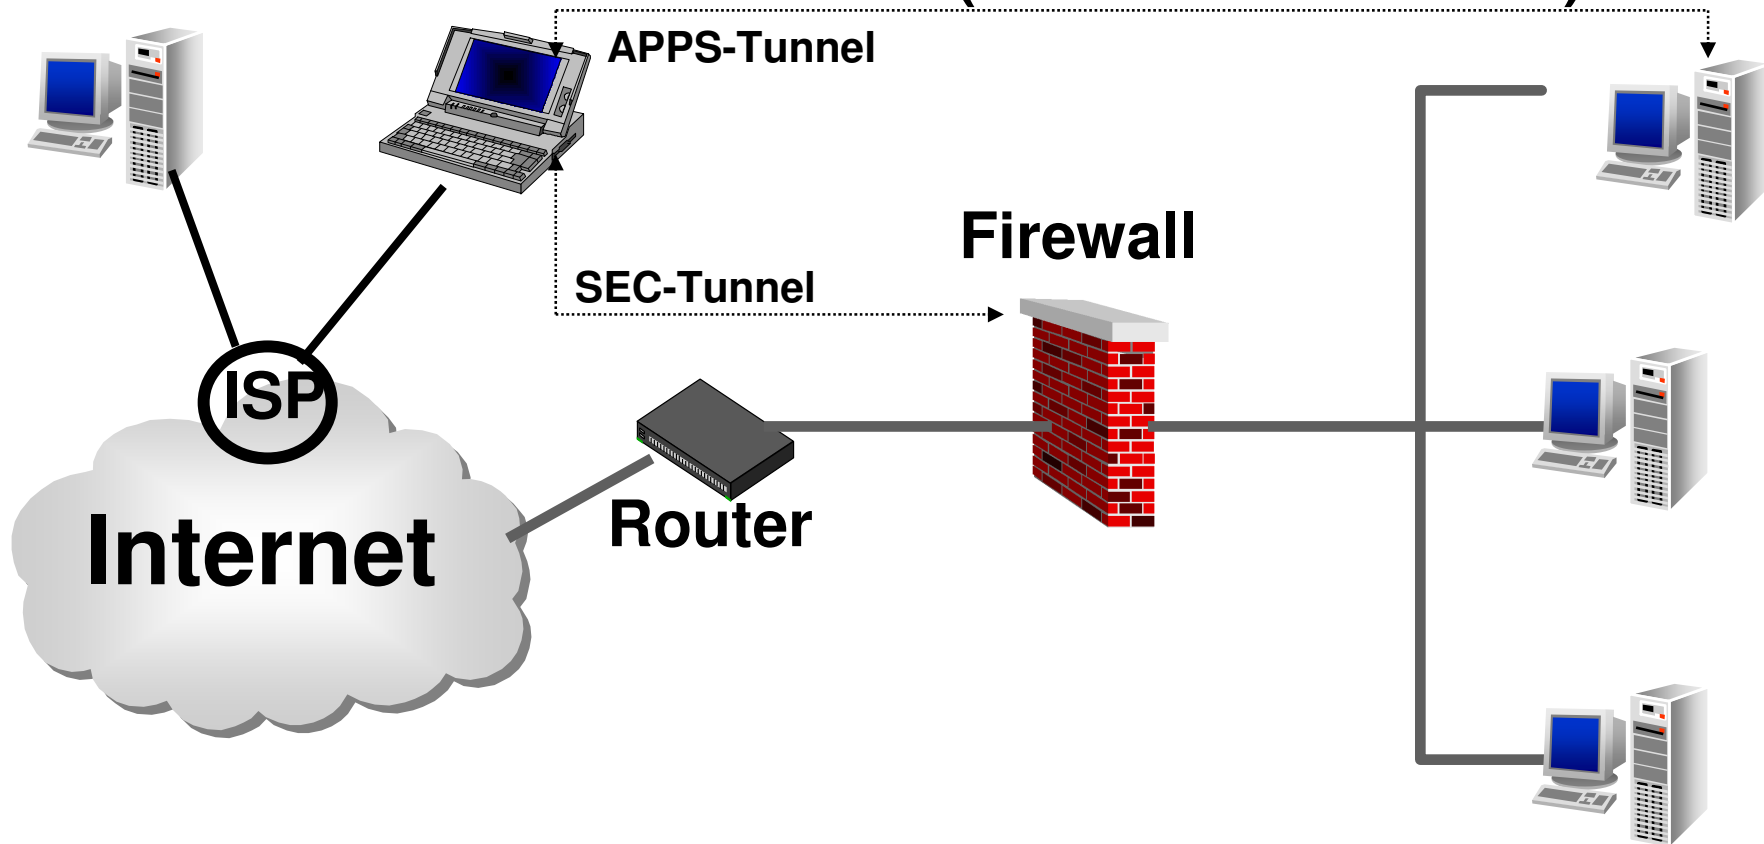 APPS-Tunnel
Firewall
SEC-Tunnel
ISP
Router
Internet